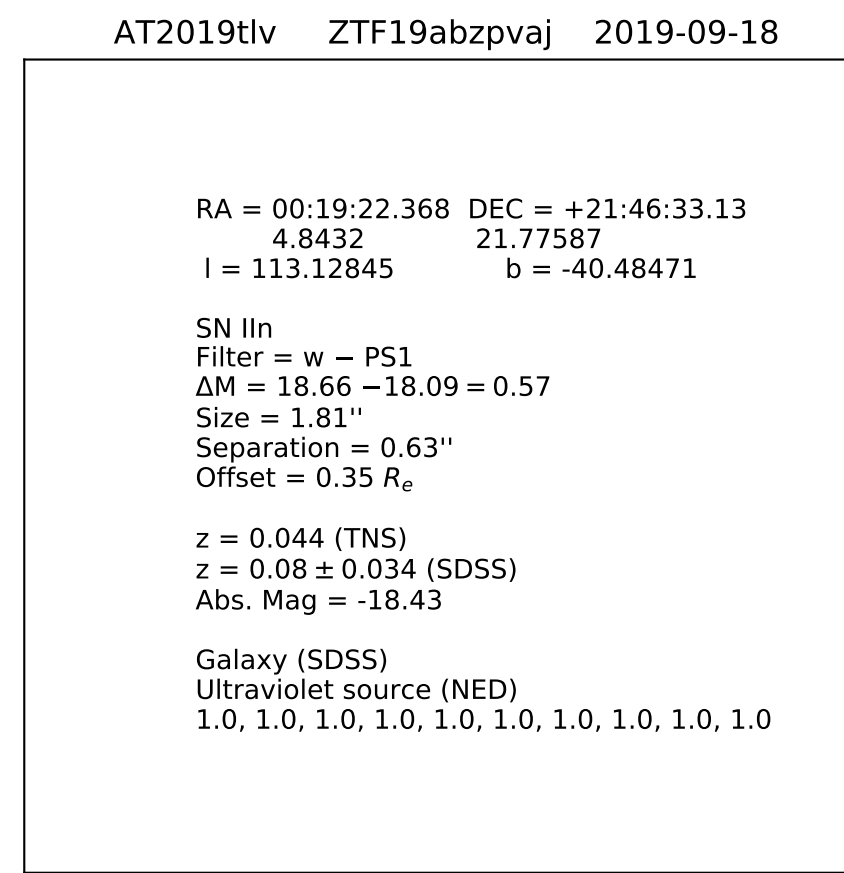 AT2019tlv ZTF19abzpvaj 2019-09-18
RA = 00:19:22.368 DEC = +21:46:33.13
4.8432 21.77587
l = 113.12845 b = -40.48471
SN IIn
Filter = w − PS1
ΔM = 18.66 −18.09 = 0.57
Size = 1.81''
Separation = 0.63''
Offset = 0.35 Rₑ
z = 0.044 (TNS)
z = 0.08 ± 0.034 (SDSS)
Abs. Mag = -18.43
Galaxy (SDSS)
Ultraviolet source (NED)
1.0, 1.0, 1.0, 1.0, 1.0, 1.0, 1.0, 1.0, 1.0, 1.0